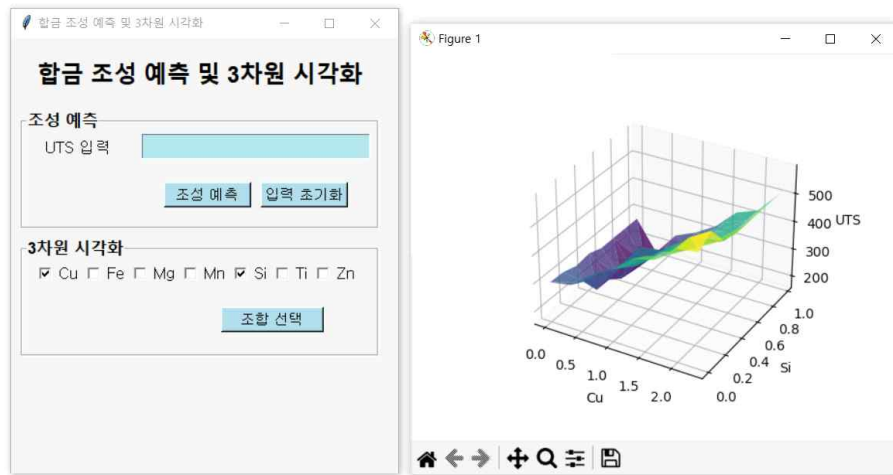 합금 조성 예측 및 3차원 시각화
합금 조성 예측 및 3차원 시각화
조성 예측
UTS 입력
조성 예측 입력 초기화
3차원 시각화
Cu Fe Mg Mn Si Ti Zn
조합 선택
Figure 1
500
400
300
200
UTS
0.0
0.5
1.0
1.5
2.0
Cu
0.0
0.2
0.4
0.6
0.8
1.0
Si